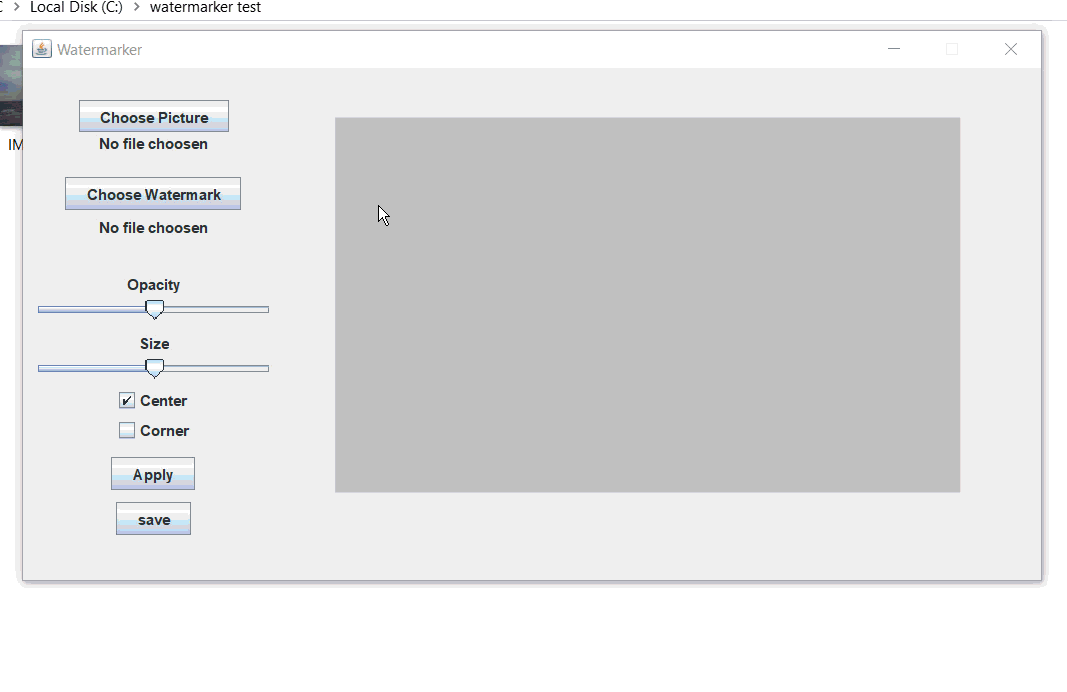 Local Disk (C:) > watermarker test
Watermarker
Choose Picture
No file choosen
Choose Watermark
No file choosen
Opacity
Size
Center
Corner
Apply
save